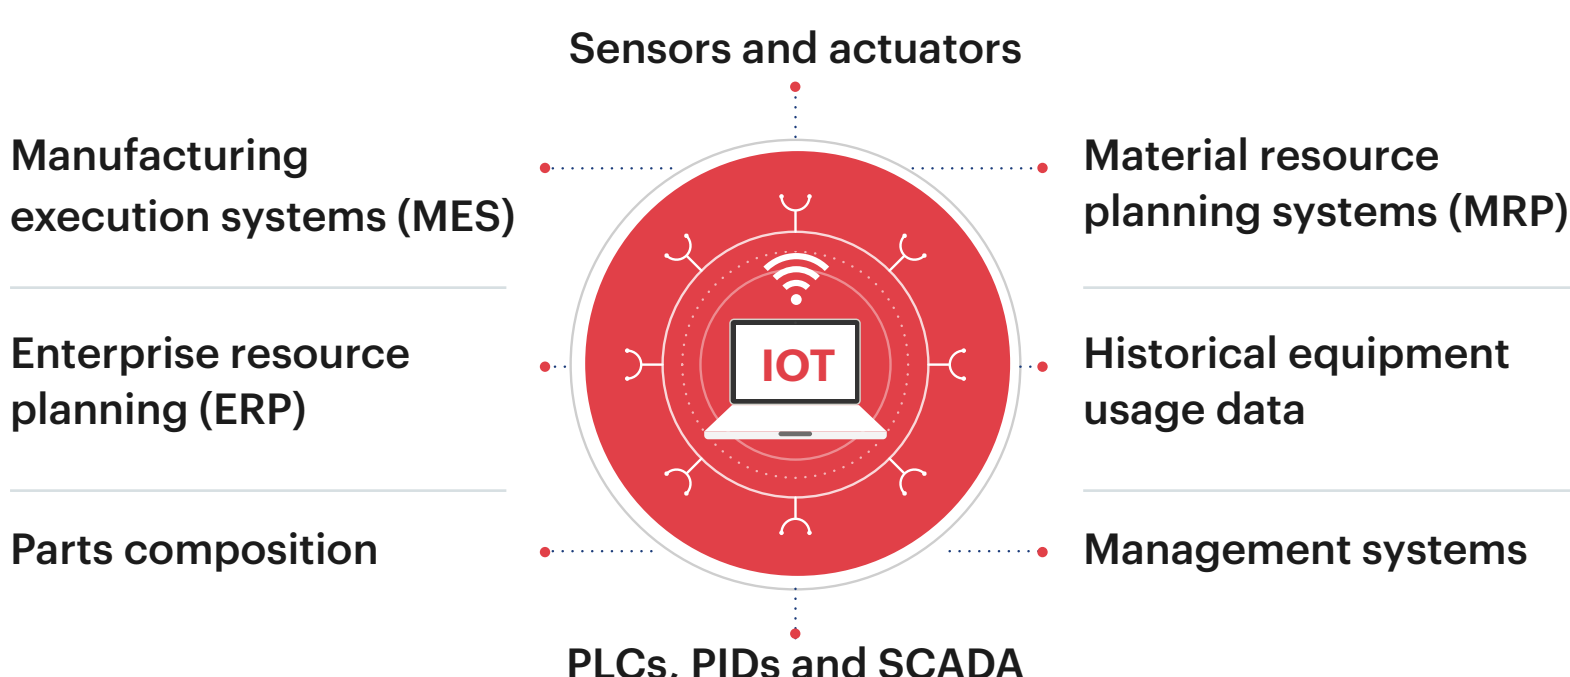 Sensors and actuators
Manufacturing
execution systems (MES)
Material resource
planning systems (MRP)
Enterprise resource
planning (ERP)
IOT
Historical equipment
usage data
Parts composition
Management systems
PLCs, PIDs and SCADA